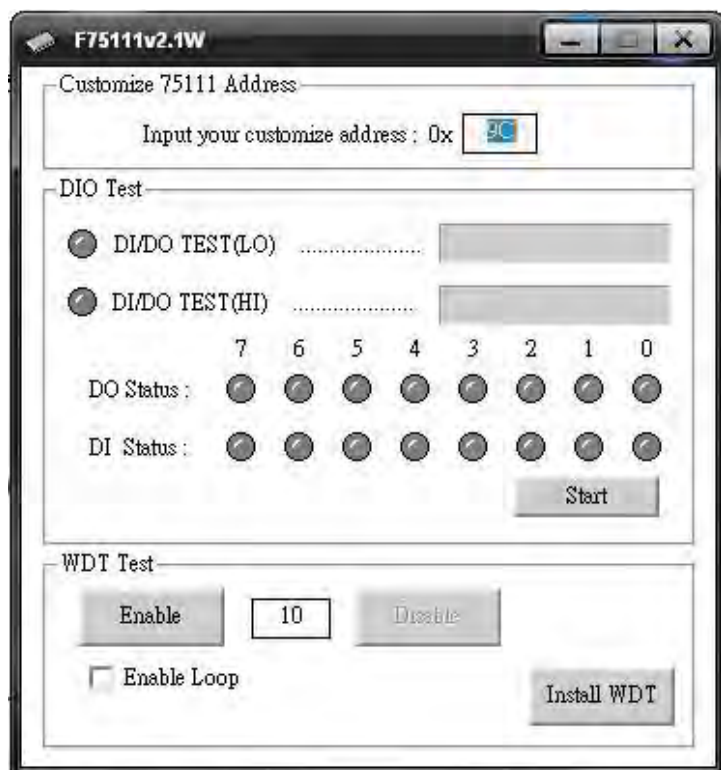 F75111v2.1W
Customize 75111 Address
Input your customize address : 0x 9C
DIO Test
DI/DO TEST(LO) .....................
DI/DO TEST(HI) .....................
7 6 5 4 3 2 1 0
DO Status :
DI Status :
Start
WDT Test
Enable 10 Disable
Enable Loop
Install WDT